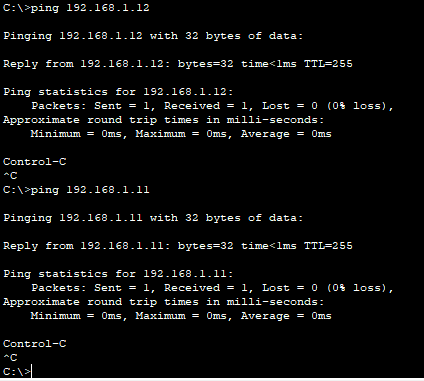 C:\>ping 192.168.1.12
Pinging 192.168.1.12 with 32 bytes of data:
Reply from 192.168.1.12: bytes=32 time<1ms TTL=255
Ping statistics for 192.168.1.12:
    Packets: Sent = 1, Received = 1, Lost = 0 (0% loss),
Approximate round trip times in milli-seconds:
    Minimum = 0ms, Maximum = 0ms, Average = 0ms
Control-C
^C
C:\>ping 192.168.1.11
Pinging 192.168.1.11 with 32 bytes of data:
Reply from 192.168.1.11: bytes=32 time<1ms TTL=255
Ping statistics for 192.168.1.11:
    Packets: Sent = 1, Received = 1, Lost = 0 (0% loss),
Approximate round trip times in milli-seconds:
    Minimum = 0ms, Maximum = 0ms, Average = 0ms
Control-C
^C
C:\>